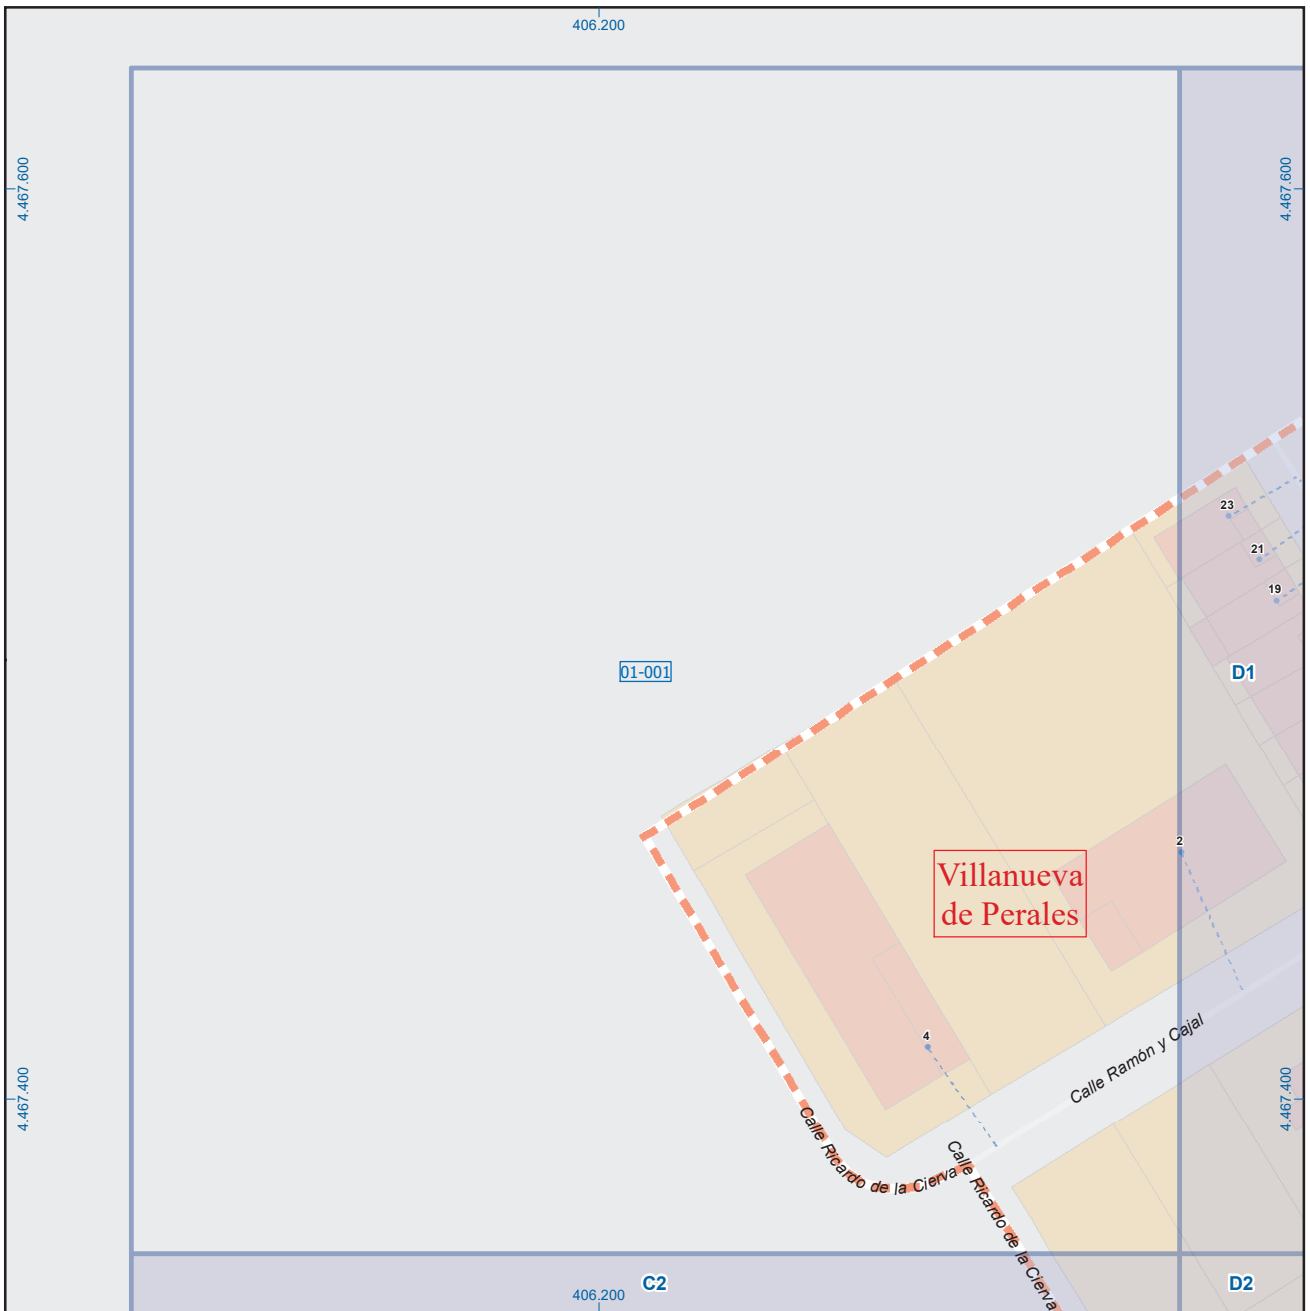 406.200
4.467.600
4.467.600
23
21
19
01-001
D1
2
Villanueva
de Perales
4
Calle Ramón y Cajal
4.467.400
4.467.400
Calle Ricardo de la Cierva
Calle Ricardo de la Cierva
C2
D2
406.200